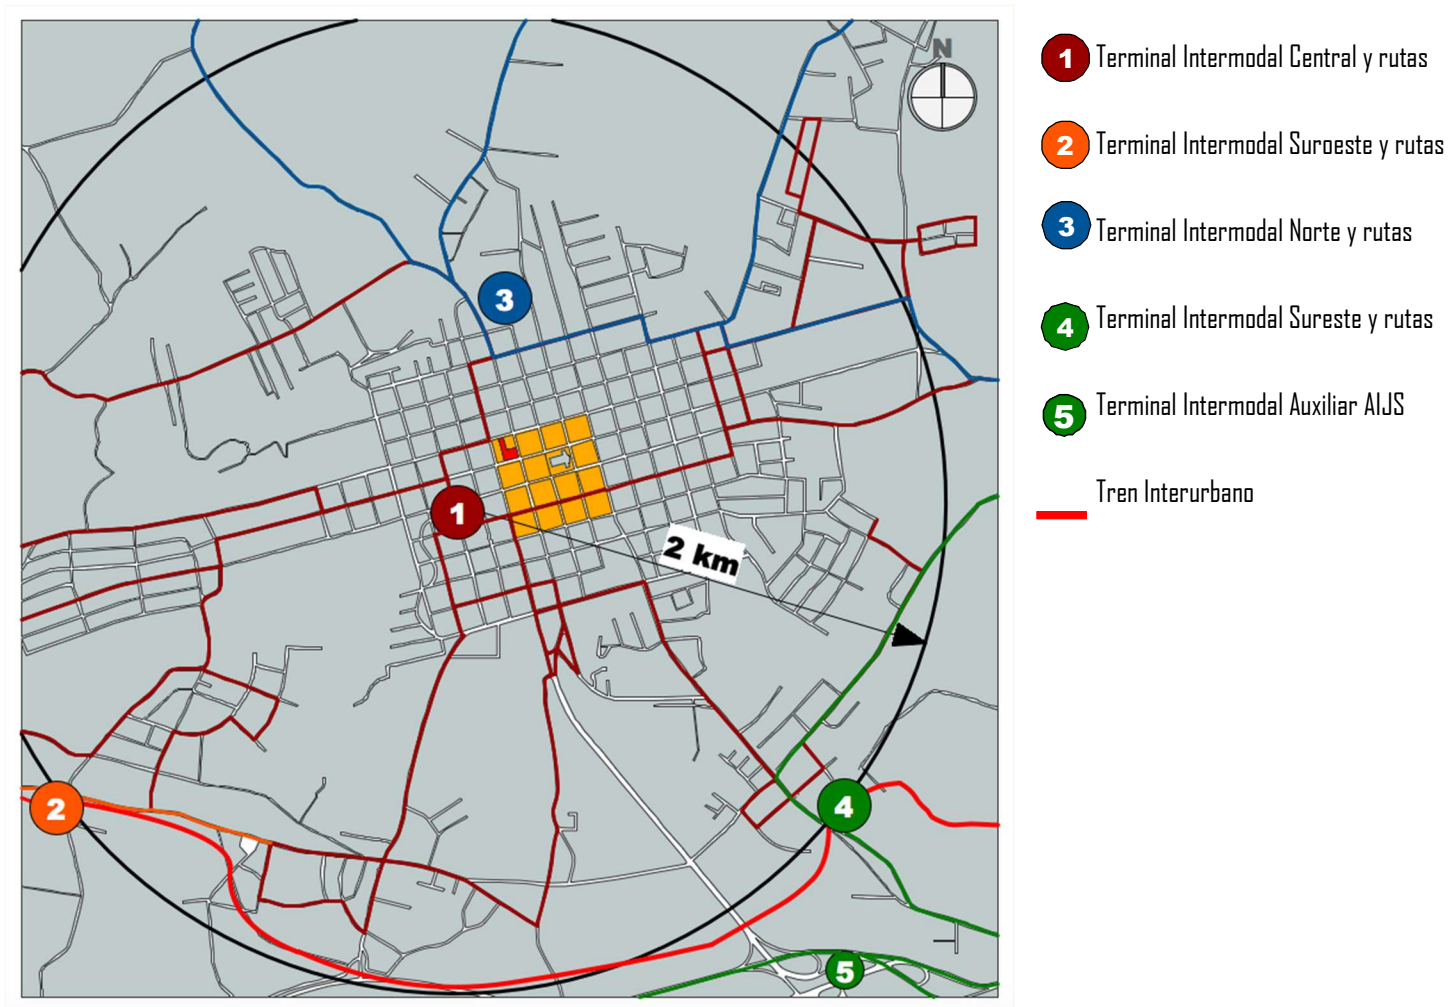 N
3
1
2 km
2
4
5
1 Terminal Intermodal Central y rutas
2 Terminal Intermodal Suroeste y rutas
3 Terminal Intermodal Norte y rutas
4 Terminal Intermodal Sureste y rutas
5 Terminal Intermodal Auxiliar AIJS
Tren Interurbano